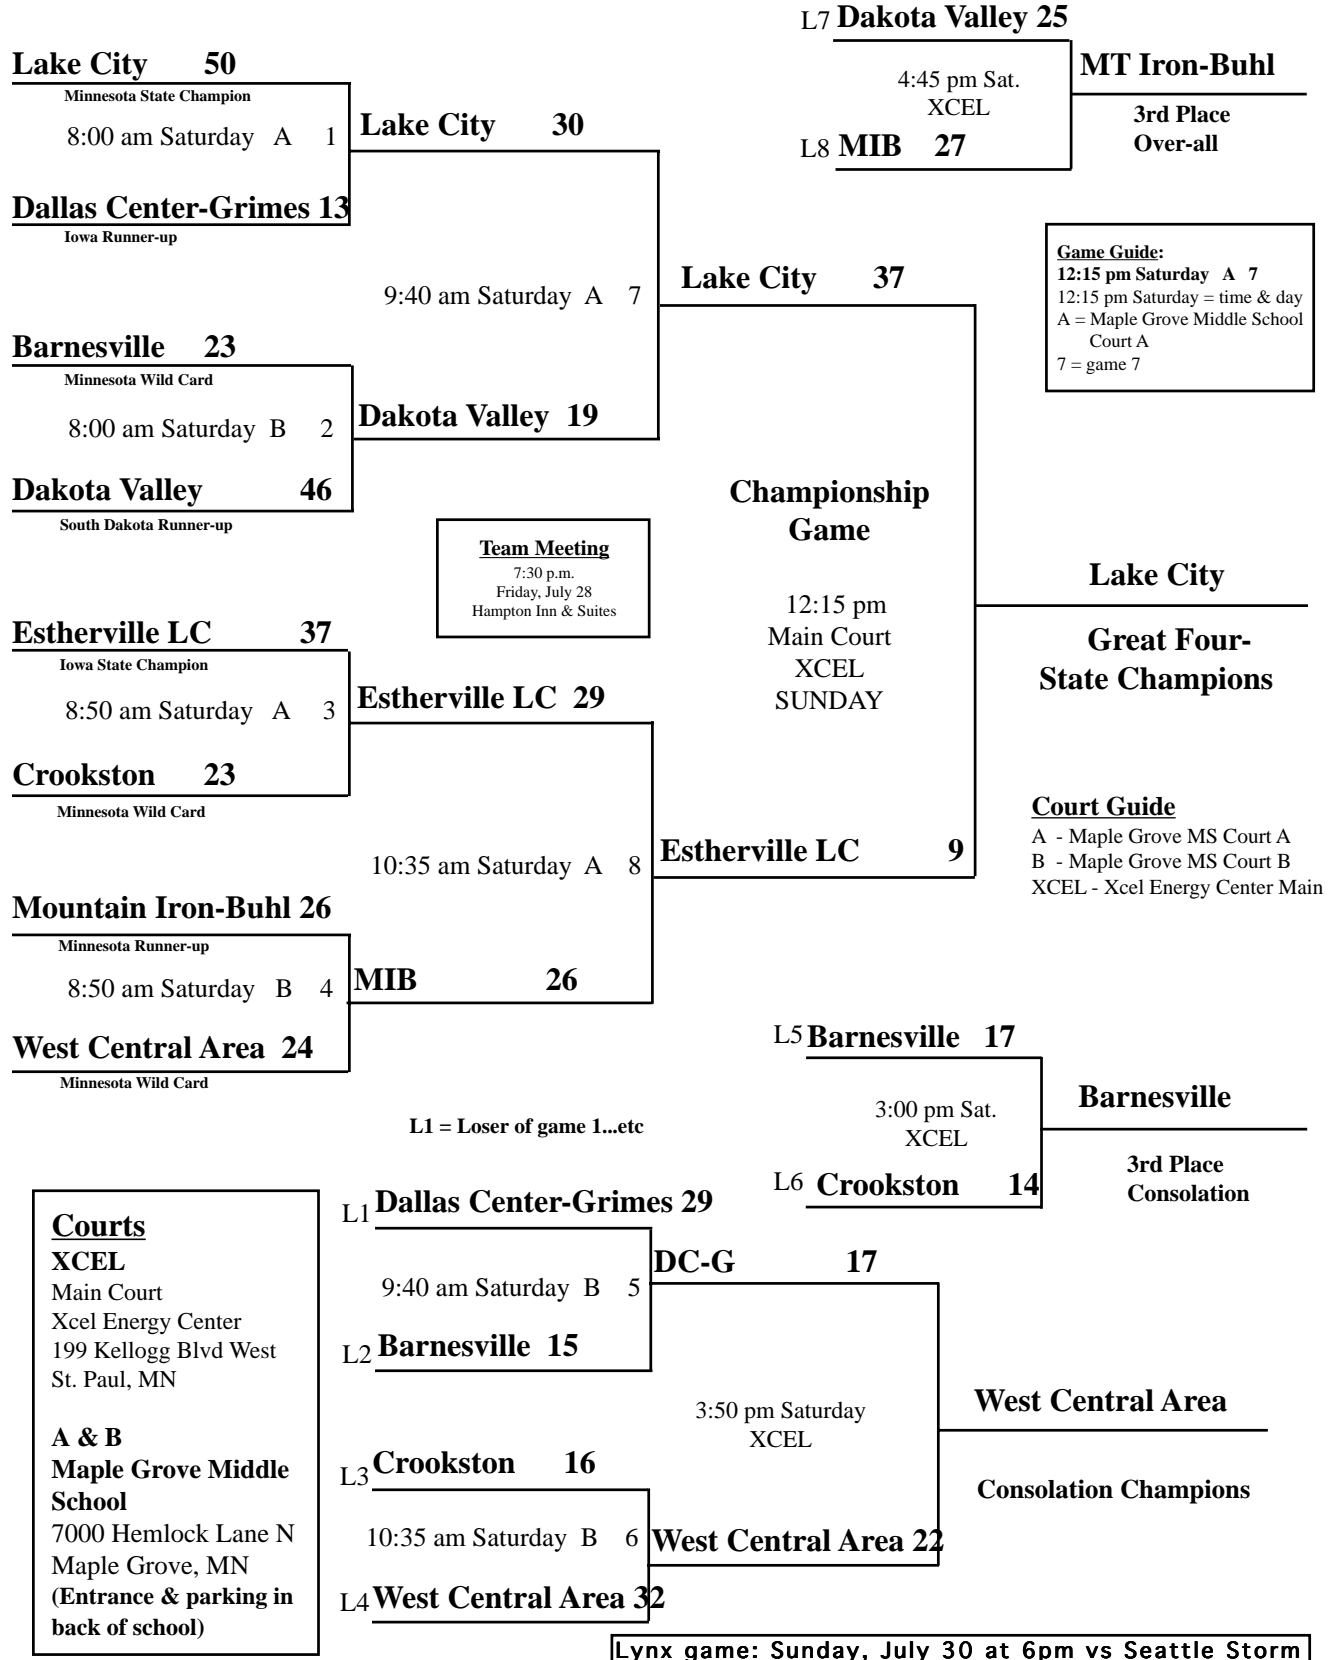 L7 Dakota Valley 25
4:45 pm Sat.
XCEL
L8 MIB 27
MT Iron-Buhl
3rd Place
Over-all
Lake City 50
Minnesota State Champion
8:00 am Saturday A 1
Dallas Center-Grimes 13
Iowa Runner-up
Lake City 30
9:40 am Saturday A 7
Barnesville 23
Minnesota Wild Card
8:00 am Saturday B 2
Dakota Valley 19
Dakota Valley 46
South Dakota Runner-up
Lake City 37
Game Guide:
12:15 pm Saturday A 7
12:15 pm Saturday = time & day
A = Maple Grove Middle School
Court A
7 = game 7
Championship
Game
12:15 pm
Main Court
XCEL
SUNDAY
Team Meeting
7:30 p.m.
Friday, July 28
Hampton Inn & Suites
Lake City
Great Four-
State Champions
Estherville LC 37
Iowa State Champion
8:50 am Saturday A 3
Crookston 23
Minnesota Wild Card
Estherville LC 29
10:35 am Saturday A 8
Estherville LC 9
Mountain Iron-Buhl 26
Minnesota Runner-up
8:50 am Saturday B 4
MIB 26
West Central Area 24
Minnesota Wild Card
Court Guide
A - Maple Grove MS Court A
B - Maple Grove MS Court B
XCEL - Xcel Energy Center Main
L5 Barnesville 17
3:00 pm Sat.
XCEL
L6 Crookston 14
Barnesville
3rd Place
Consolation
L1 = Loser of game 1...etc
L1 Dallas Center-Grimes 29
9:40 am Saturday B 5
L2 Barnesville 15
DC-G 17
3:50 pm Saturday
XCEL
L3 Crookston 16
10:35 am Saturday B 6
West Central Area 22
L4 West Central Area 32
West Central Area
Consolation Champions
Courts
XCEL
Main Court
Xcel Energy Center
199 Kellogg Blvd West
St. Paul, MN
A & B
Maple Grove Middle
School
7000 Hemlock Lane N
Maple Grove, MN
(Entrance & parking in
back of school)
Lynx game: Sunday, July 30 at 6pm vs Seattle Storm